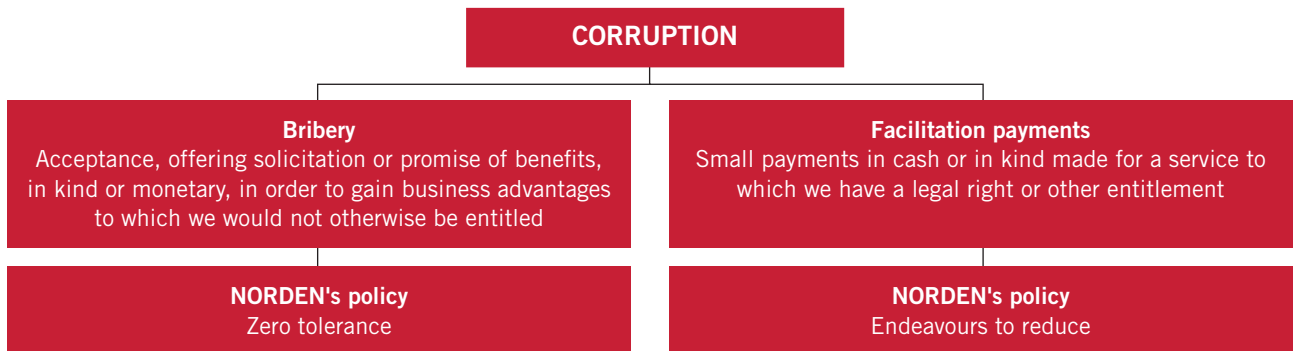 CORRUPTION
Bribery
Acceptance, offering solicitation or promise of benefits,
in kind or monetary, in order to gain business advantages
to which we would not otherwise be entitled
Facilitation payments
Small payments in cash or in kind made for a service to
which we have a legal right or other entitlement
NORDEN's policy
Zero tolerance
NORDEN's policy
Endeavours to reduce